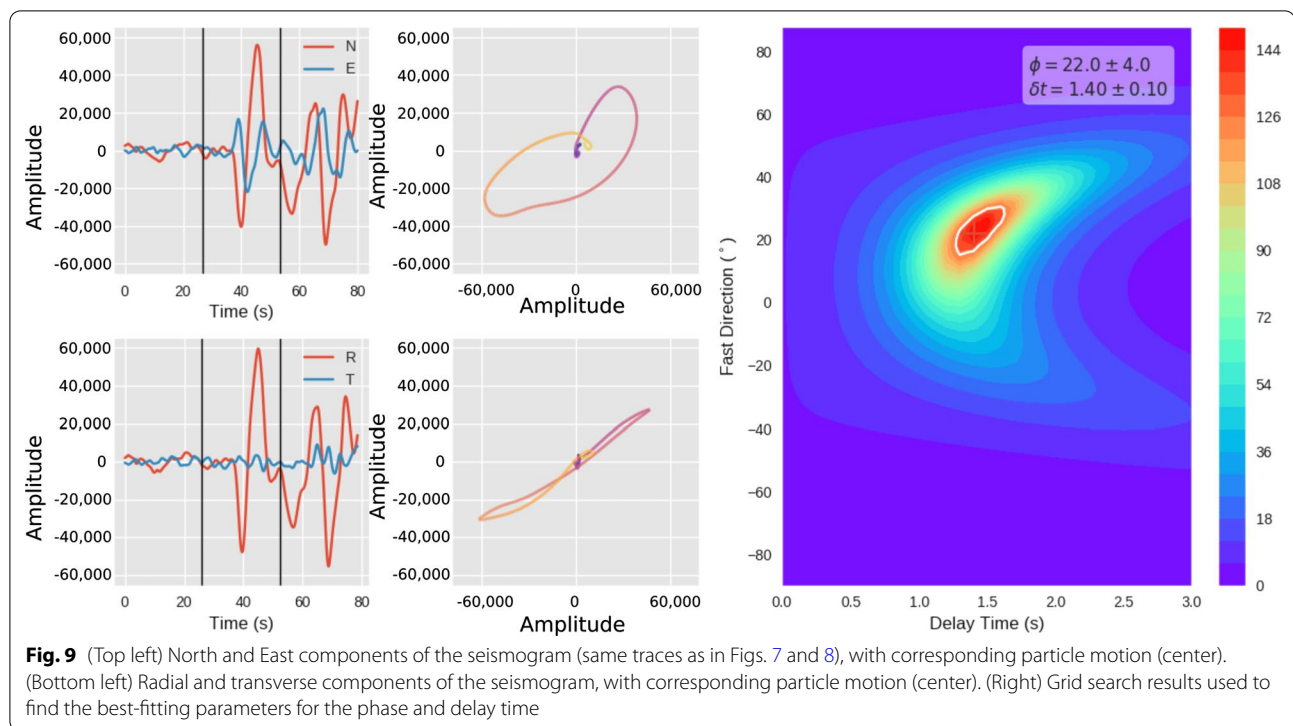 60,000
40,000
20,000
0
-20,000
-40,000
-60,000
Amplitude
N
E
0 20 40 60 80
Time (s)
60,000
40,000
20,000
0
-20,000
-40,000
-60,000
Amplitude
-60,000 0 60,000
Amplitude
60,000
40,000
20,000
0
-20,000
-40,000
-60,000
Amplitude
R
T
0 20 40 60 80
Time (s)
60,000
40,000
20,000
0
-20,000
-40,000
-60,000
Amplitude
-60,000 0 60,000
Amplitude
80
60
40
20
0
−20
−40
−60
−80
Fast Direction (°)
ϕ = 22.0 ± 4.0
δt = 1.40 ± 0.10
0.0 0.5 1.0 1.5 2.0 2.5 3.0
Delay Time (s)
144
126
108
90
72
54
36
18
0
Fig. 9 (Top left) North and East components of the seismogram (same traces as in Figs. 7 and 8), with corresponding particle motion (center).
(Bottom left) Radial and transverse components of the seismogram, with corresponding particle motion (center). (Right) Grid search results used to
find the best-fitting parameters for the phase and delay time